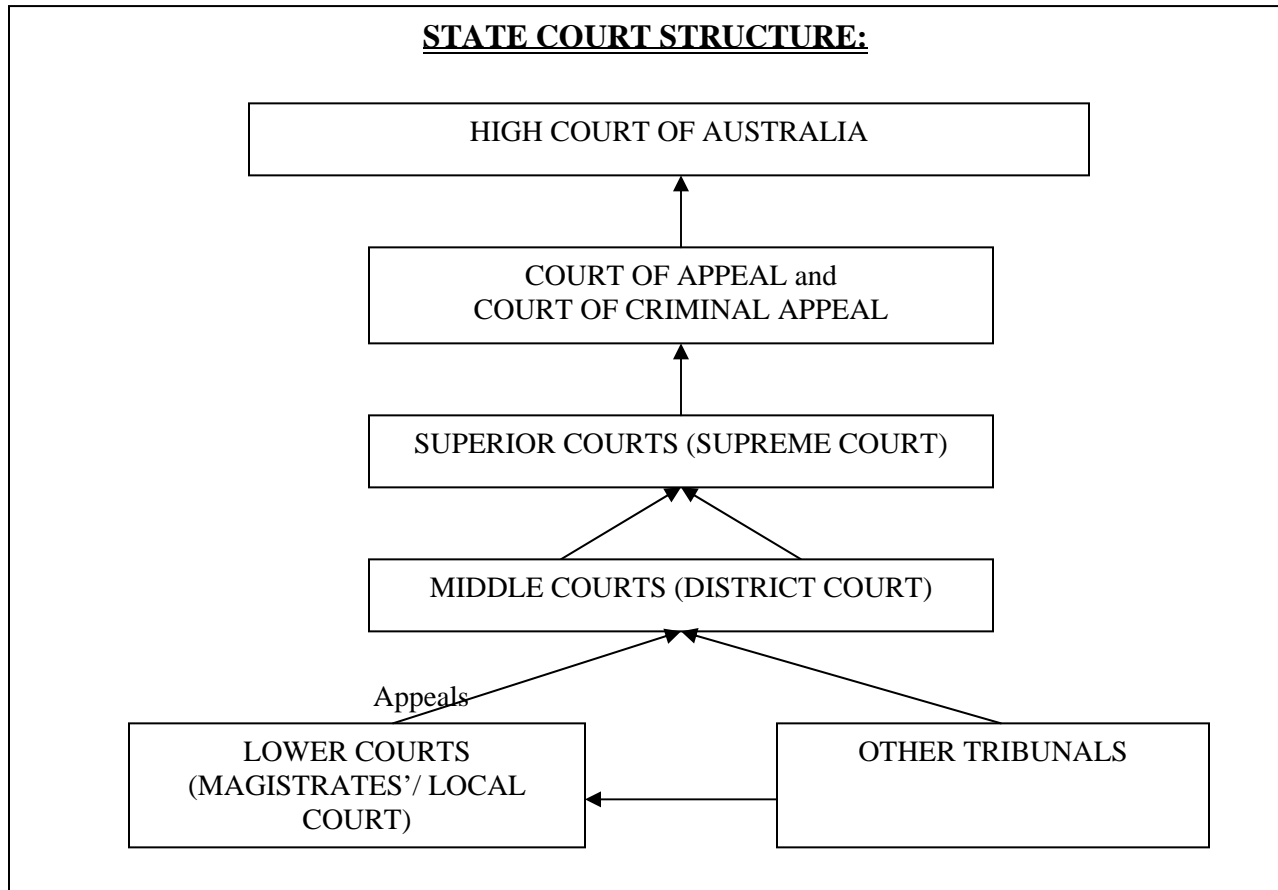 STATE COURT STRUCTURE:
HIGH COURT OF AUSTRALIA
COURT OF APPEAL and
COURT OF CRIMINAL APPEAL
SUPERIOR COURTS (SUPREME COURT)
MIDDLE COURTS (DISTRICT COURT)
Appeals
LOWER COURTS
(MAGISTRATES’/ LOCAL
COURT)
OTHER TRIBUNALS